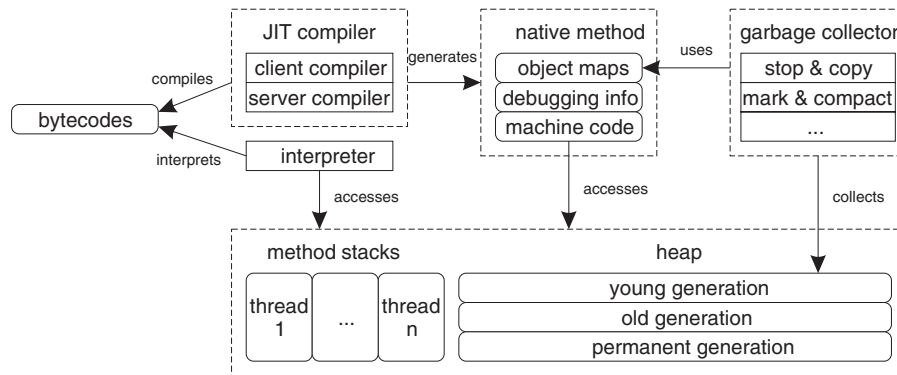 JIT compiler
client compiler
server compiler
generates
native method
object maps
debugging info
machine code
uses
garbage collector
stop & copy
mark & compact
...
compiles
bytecodes
interprets
interpreter
accesses
accesses
collects
method stacks
thread
1
...
thread
n
heap
young generation
old generation
permanent generation